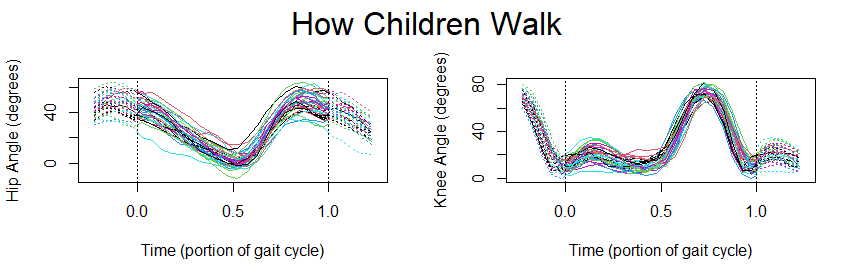 How Children Walk
Hip Angle (degrees)
40
0
0.0 0.5 1.0
Time (portion of gait cycle)
Knee Angle (degrees)
80
40
0
0.0 0.5 1.0
Time (portion of gait cycle)